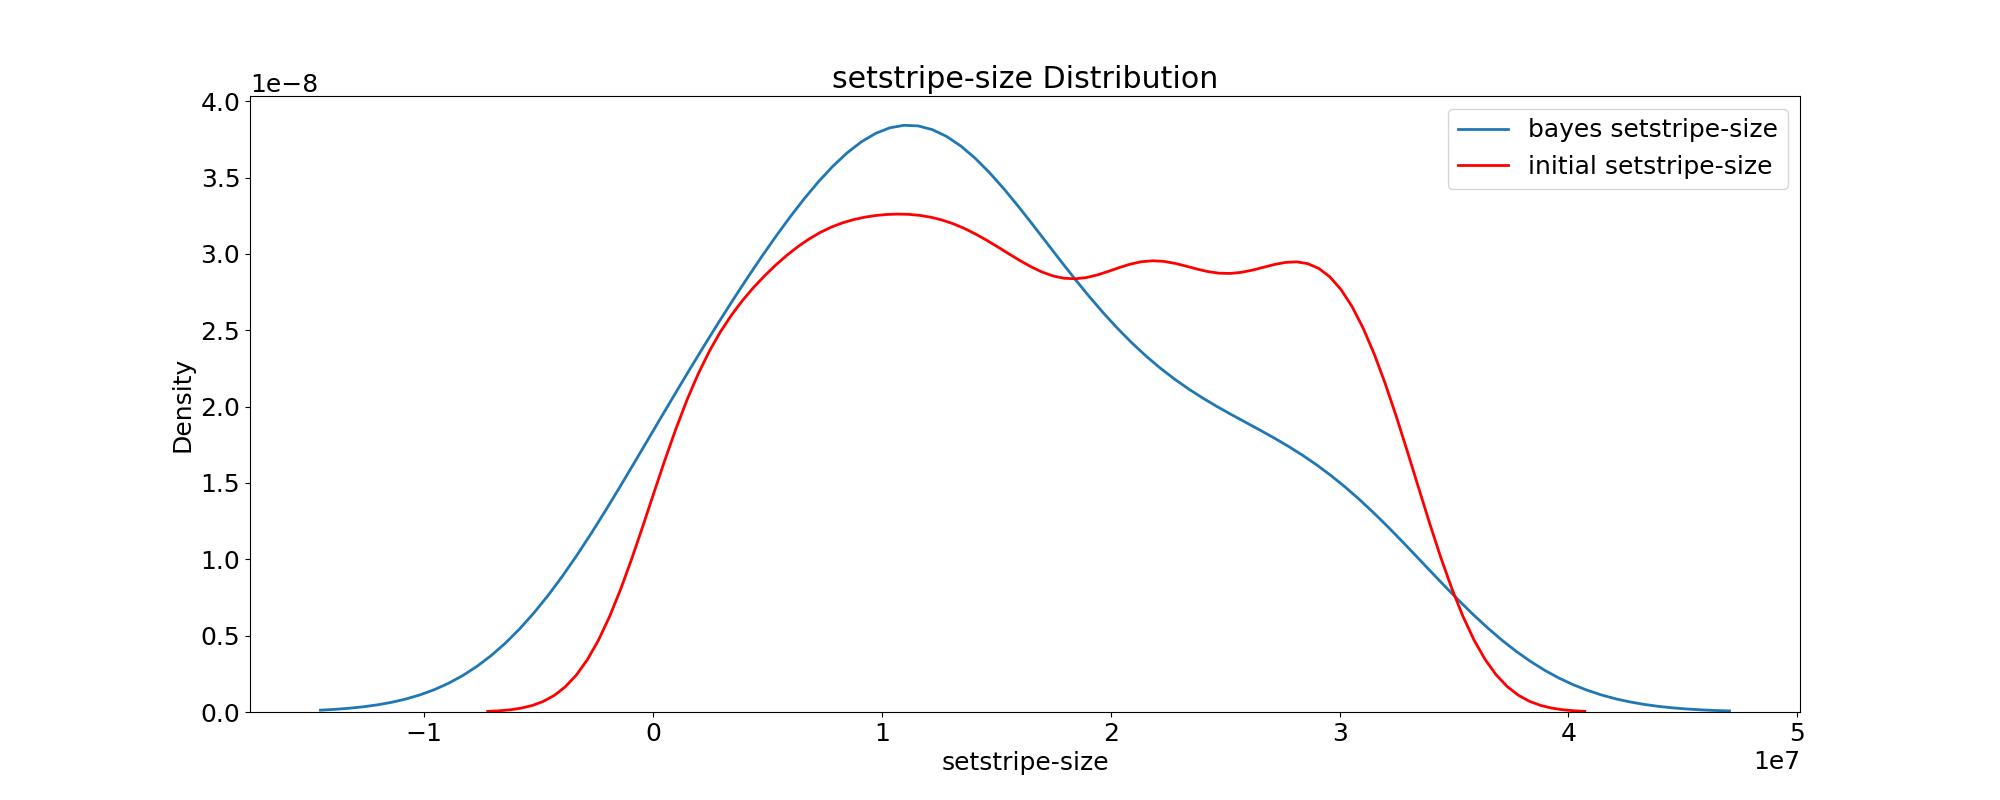 setstripe-size Distribution
1e−8
4.0
3.5
3.0
2.5
2.0
1.5
1.0
0.5
0.0
Density
bayes setstripe-size
initial setstripe-size
−1 0 1 2 3 4 5
1e7
setstripe-size